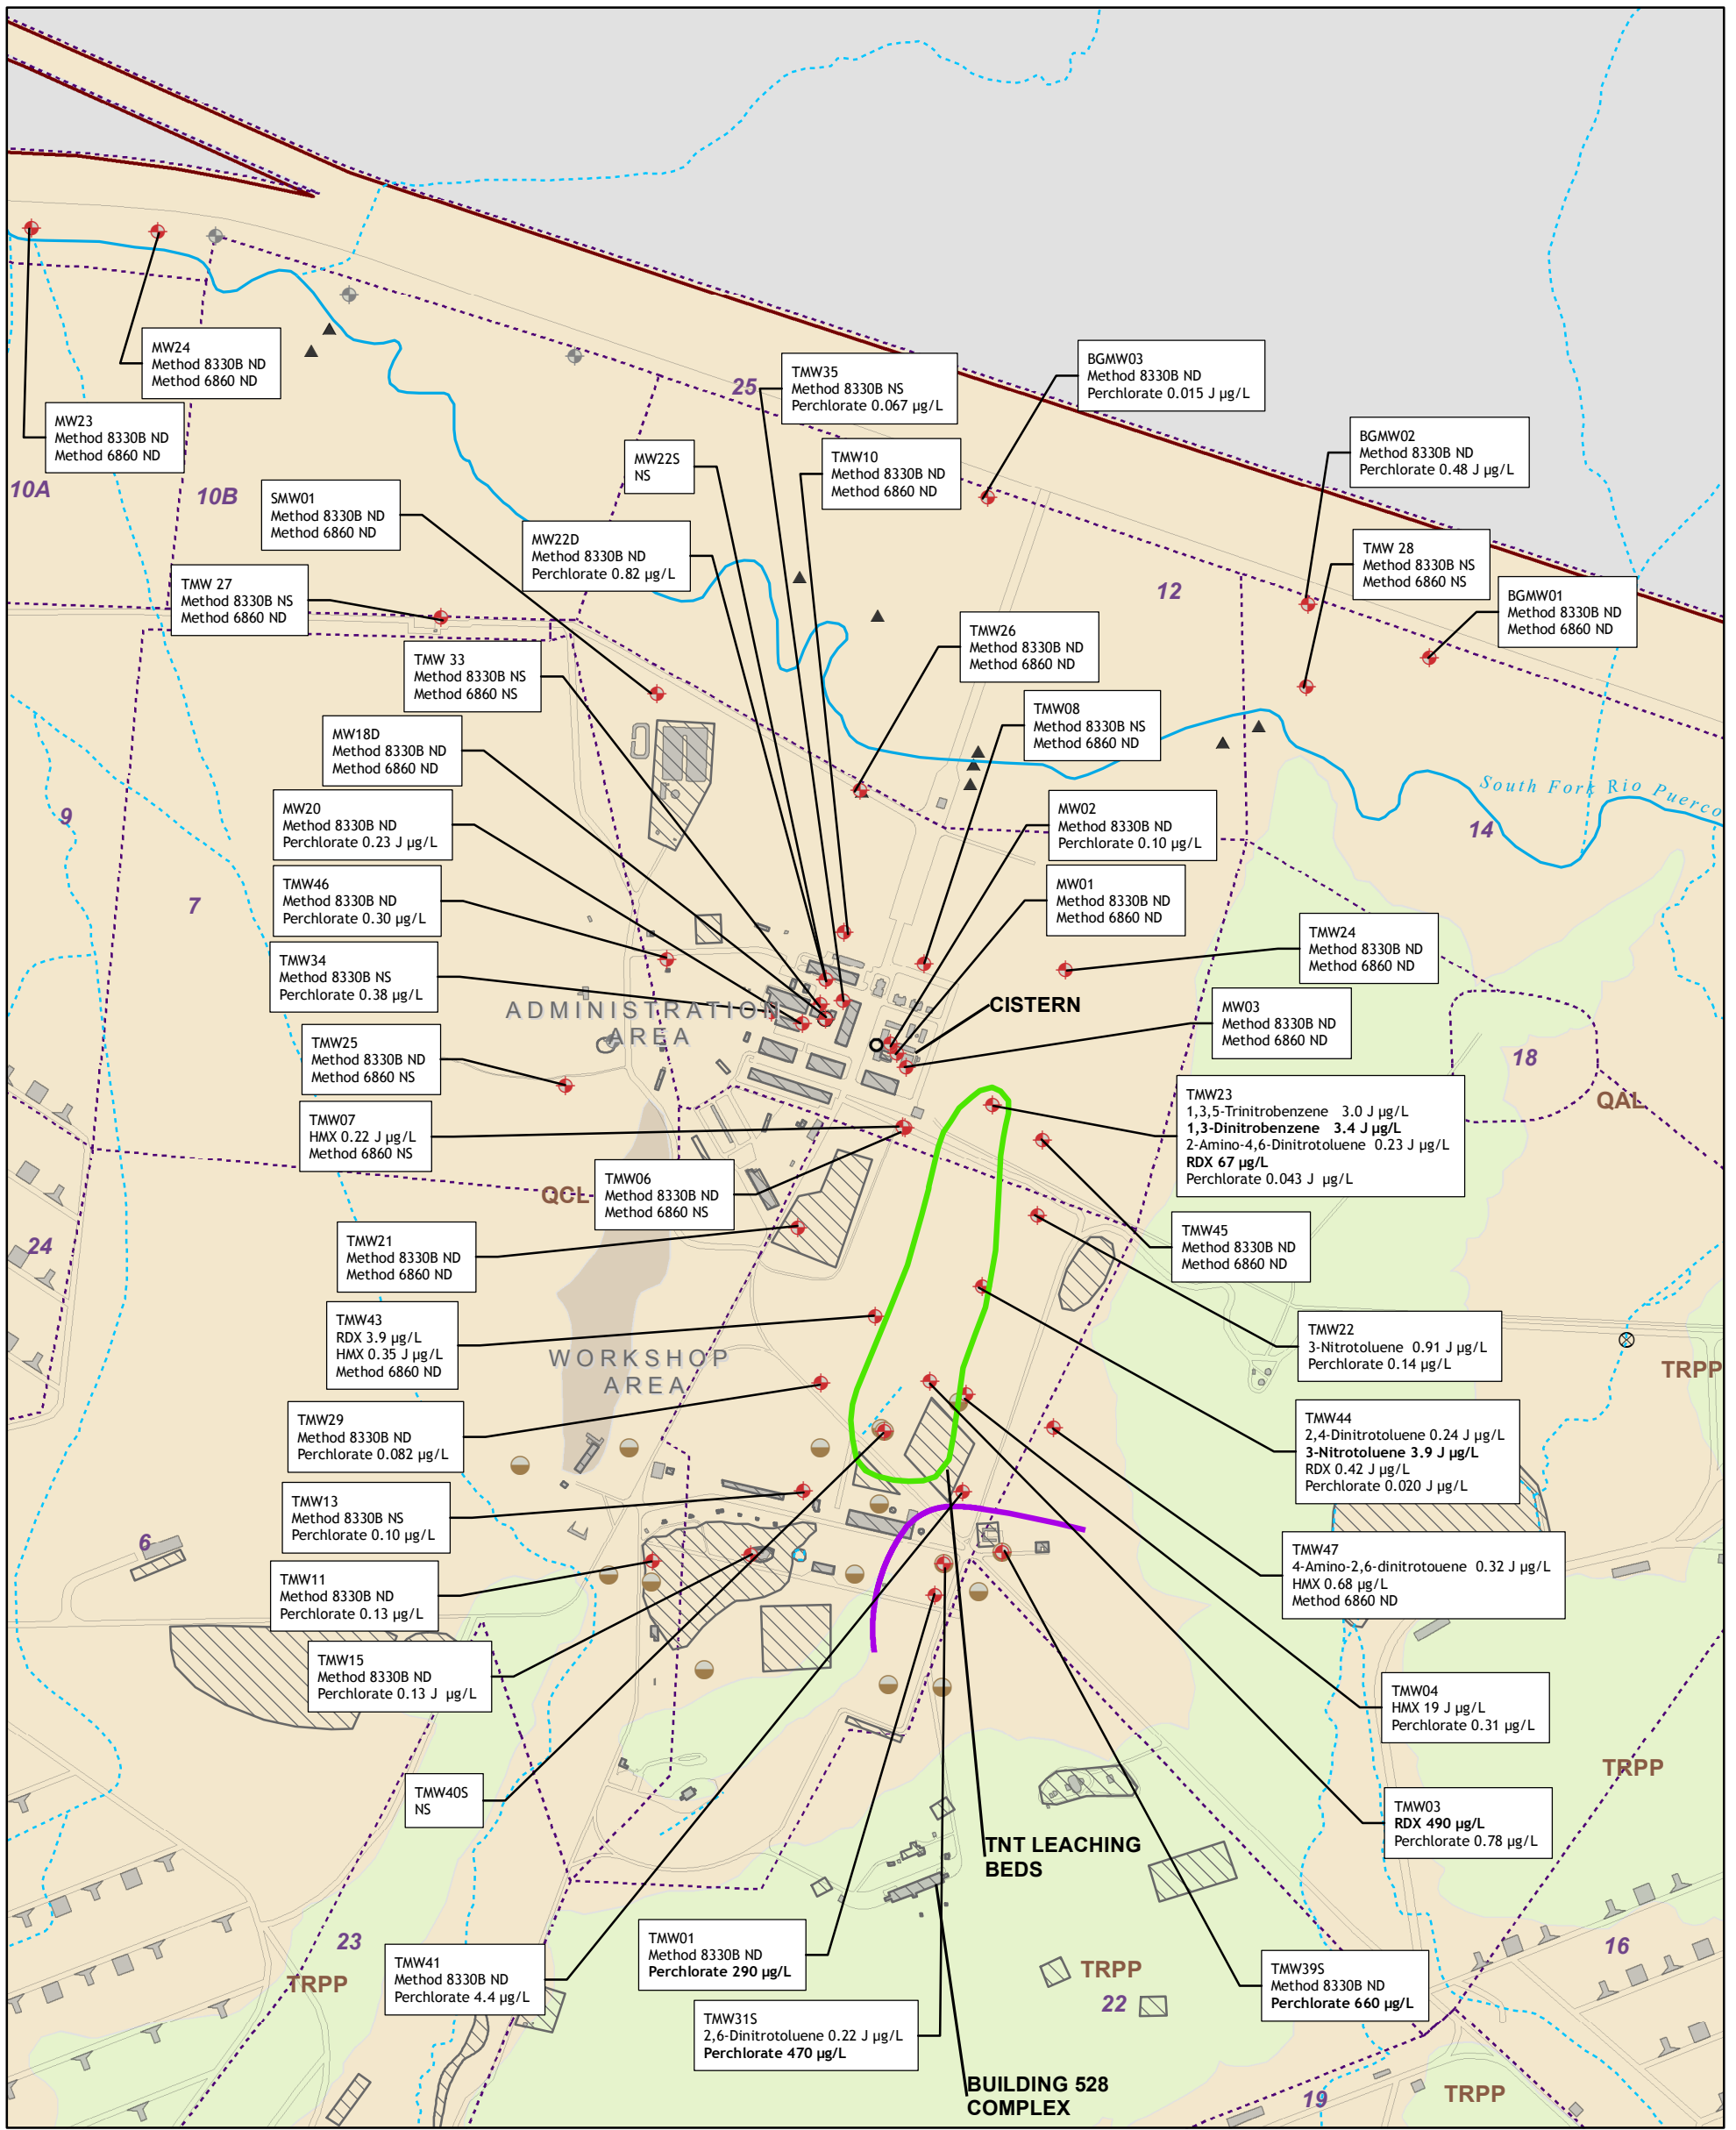 MW24
Method 8330B ND
Method 6860 ND
MW23
Method 8330B ND
Method 6860 ND
10A
10B
25
TMW35
Method 8330B NS
Perchlorate 0.067 µg/L
BGMW03
Method 8330B ND
Perchlorate 0.015 J µg/L
BGMW02
Method 8330B ND
Perchlorate 0.48 J µg/L
MW22S
NS
TMW10
Method 8330B ND
Method 6860 ND
SMW01
Method 8330B ND
Method 6860 ND
MW22D
Method 8330B ND
Perchlorate 0.82 µg/L
TMW 28
Method 8330B NS
Method 6860 NS
12
BGMW01
Method 8330B ND
Method 6860 ND
TMW 27
Method 8330B NS
Method 6860 ND
TMW26
Method 8330B ND
Method 6860 ND
TMW 33
Method 8330B NS
Method 6860 NS
TMW08
Method 8330B NS
Method 6860 ND
MW18D
Method 8330B ND
Method 6860 ND
South Fork Rio Puerco
9
14
MW20
Method 8330B ND
Perchlorate 0.23 J µg/L
MW02
Method 8330B ND
Perchlorate 0.10 µg/L
7
TMW46
Method 8330B ND
Perchlorate 0.30 µg/L
MW01
Method 8330B ND
Method 6860 ND
TMW24
Method 8330B ND
Method 6860 ND
TMW34
Method 8330B NS
Perchlorate 0.38 µg/L
ADMINISTRATION
AREA
CISTERN
MW03
Method 8330B ND
Method 6860 ND
TMW25
Method 8330B ND
Method 6860 NS
18
QAL
TMW07
HMX 0.22 J µg/L
Method 6860 NS
TMW23
1,3,5-Trinitrobenzene 3.0 J µg/L
1,3-Dinitrobenzene 3.4 J µg/L
2-Amino-4,6-Dinitrotoluene 0.23 J µg/L
RDX 67 µg/L
Perchlorate 0.043 J µg/L
QCL
TMW06
Method 8330B ND
Method 6860 NS
24
TMW21
Method 8330B ND
Method 6860 ND
TMW45
Method 8330B ND
Method 6860 ND
TMW43
RDX 3.9 µg/L
HMX 0.35 J µg/L
Method 6860 ND
WORKSHOP
AREA
TMW22
3-Nitrotoluene 0.91 J µg/L
Perchlorate 0.14 µg/L
TRPP
TMW29
Method 8330B ND
Perchlorate 0.082 µg/L
TMW44
2,4-Dinitrotoluene 0.24 J µg/L
3-Nitrotoluene 3.9 J µg/L
RDX 0.42 J µg/L
Perchlorate 0.020 J µg/L
TMW13
Method 8330B NS
Perchlorate 0.10 µg/L
6
TMW47
4-Amino-2,6-dinitrotouene 0.32 J µg/L
HMX 0.68 µg/L
Method 6860 ND
TMW11
Method 8330B ND
Perchlorate 0.13 µg/L
TMW15
Method 8330B ND
Perchlorate 0.13 J µg/L
TMW04
HMX 19 J µg/L
Perchlorate 0.31 µg/L
TRPP
TMW40S
NS
TMW03
RDX 490 µg/L
Perchlorate 0.78 µg/L
TNT LEACHING
BEDS
23
TRPP
TMW41
Method 8330B ND
Perchlorate 4.4 µg/L
TMW01
Method 8330B ND
Perchlorate 290 µg/L
TRPP
22
TMW39S
Method 8330B ND
Perchlorate 660 µg/L
16
TMW31S
2,6-Dinitrotoluene 0.22 J µg/L
Perchlorate 470 µg/L
BUILDING 528
COMPLEX
19
TRPP